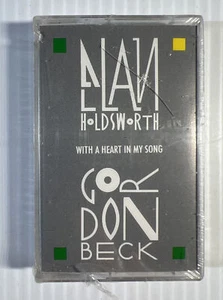 ALAN
HOLDSWORTH
WITH A HEART IN MY SONG
GOR
DON
BECK